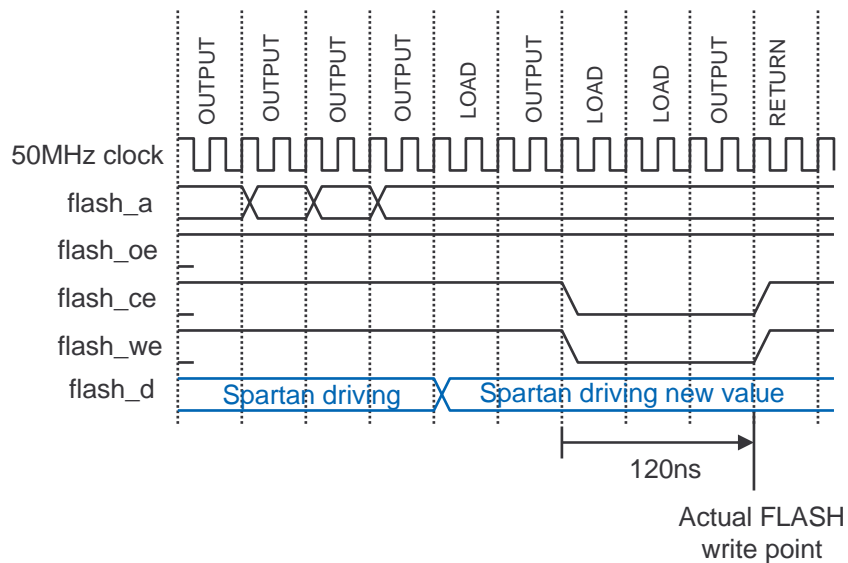 OUTPUT
OUTPUT
OUTPUT
OUTPUT
LOAD
OUTPUT
LOAD
LOAD
OUTPUT
RETURN
50MHz clock
flash_a
flash_oe
flash_ce
flash_we
flash_d
Spartan driving
Spartan driving new value
120ns
Actual FLASH
write point